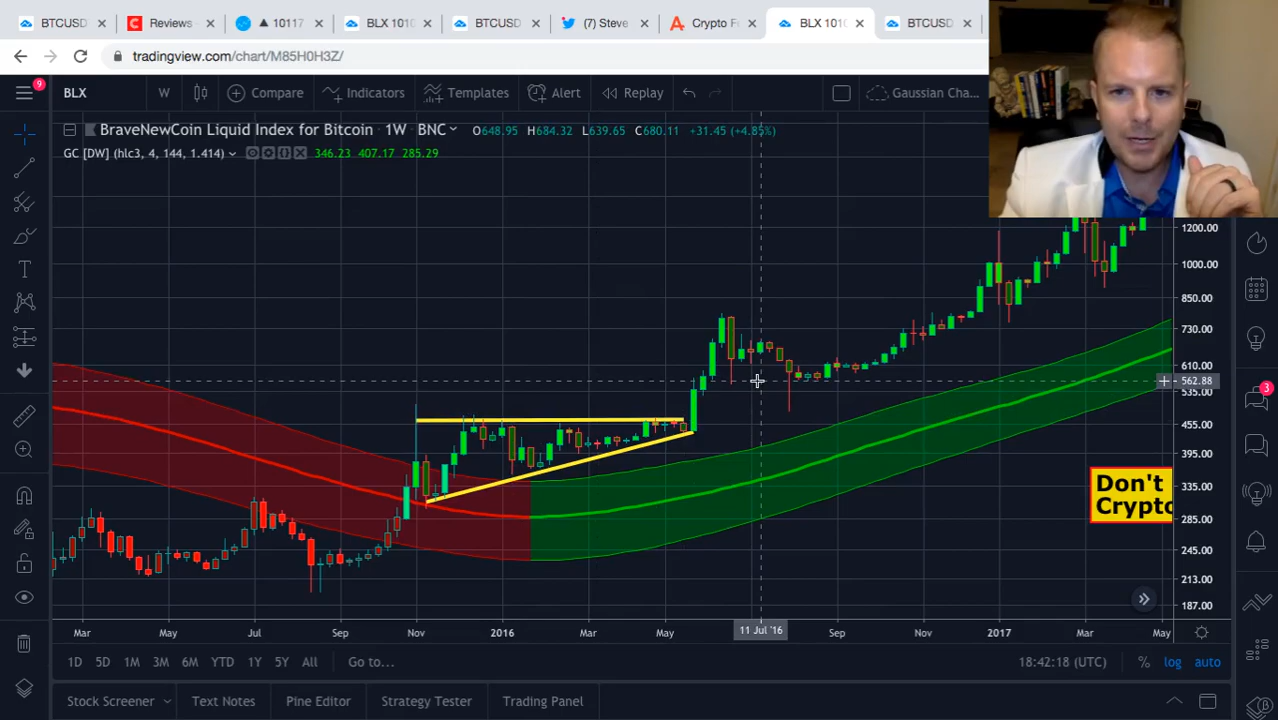 BTCUSD × Reviews × ▲ 10117 × BLX 1010 × BTCUSD × (7) Steve × Crypto F × BLX 1010 × BTCUSD ×
tradingview.com/chart/M85H0H3Z/
9 BLX W Compare Indicators Templates Alert Replay Gaussian Cha...
BraveNewCoin Liquid Index for Bitcoin · 1W · BNC O648.95 H684.32 L639.65 C680.11 +31.45 (+4.85%)
GC [DW] (hlc3, 4, 144, 1.414) 346.23 407.17 285.29
1200.00
1000.00
850.00
730.00
610.00
562.88
535.00
3
455.00
395.00
Don't
335.00
Crypto
285.00
245.00
213.00
187.00
Mar May Jul Sep Nov 2016 Mar May 11 Jul '16 Sep Nov 2017 Mar May
1D 5D 1M 3M 6M YTD 1Y 5Y All Go to... 18:42:18 (UTC) % log auto
Stock Screener Text Notes Pine Editor Strategy Tester Trading Panel